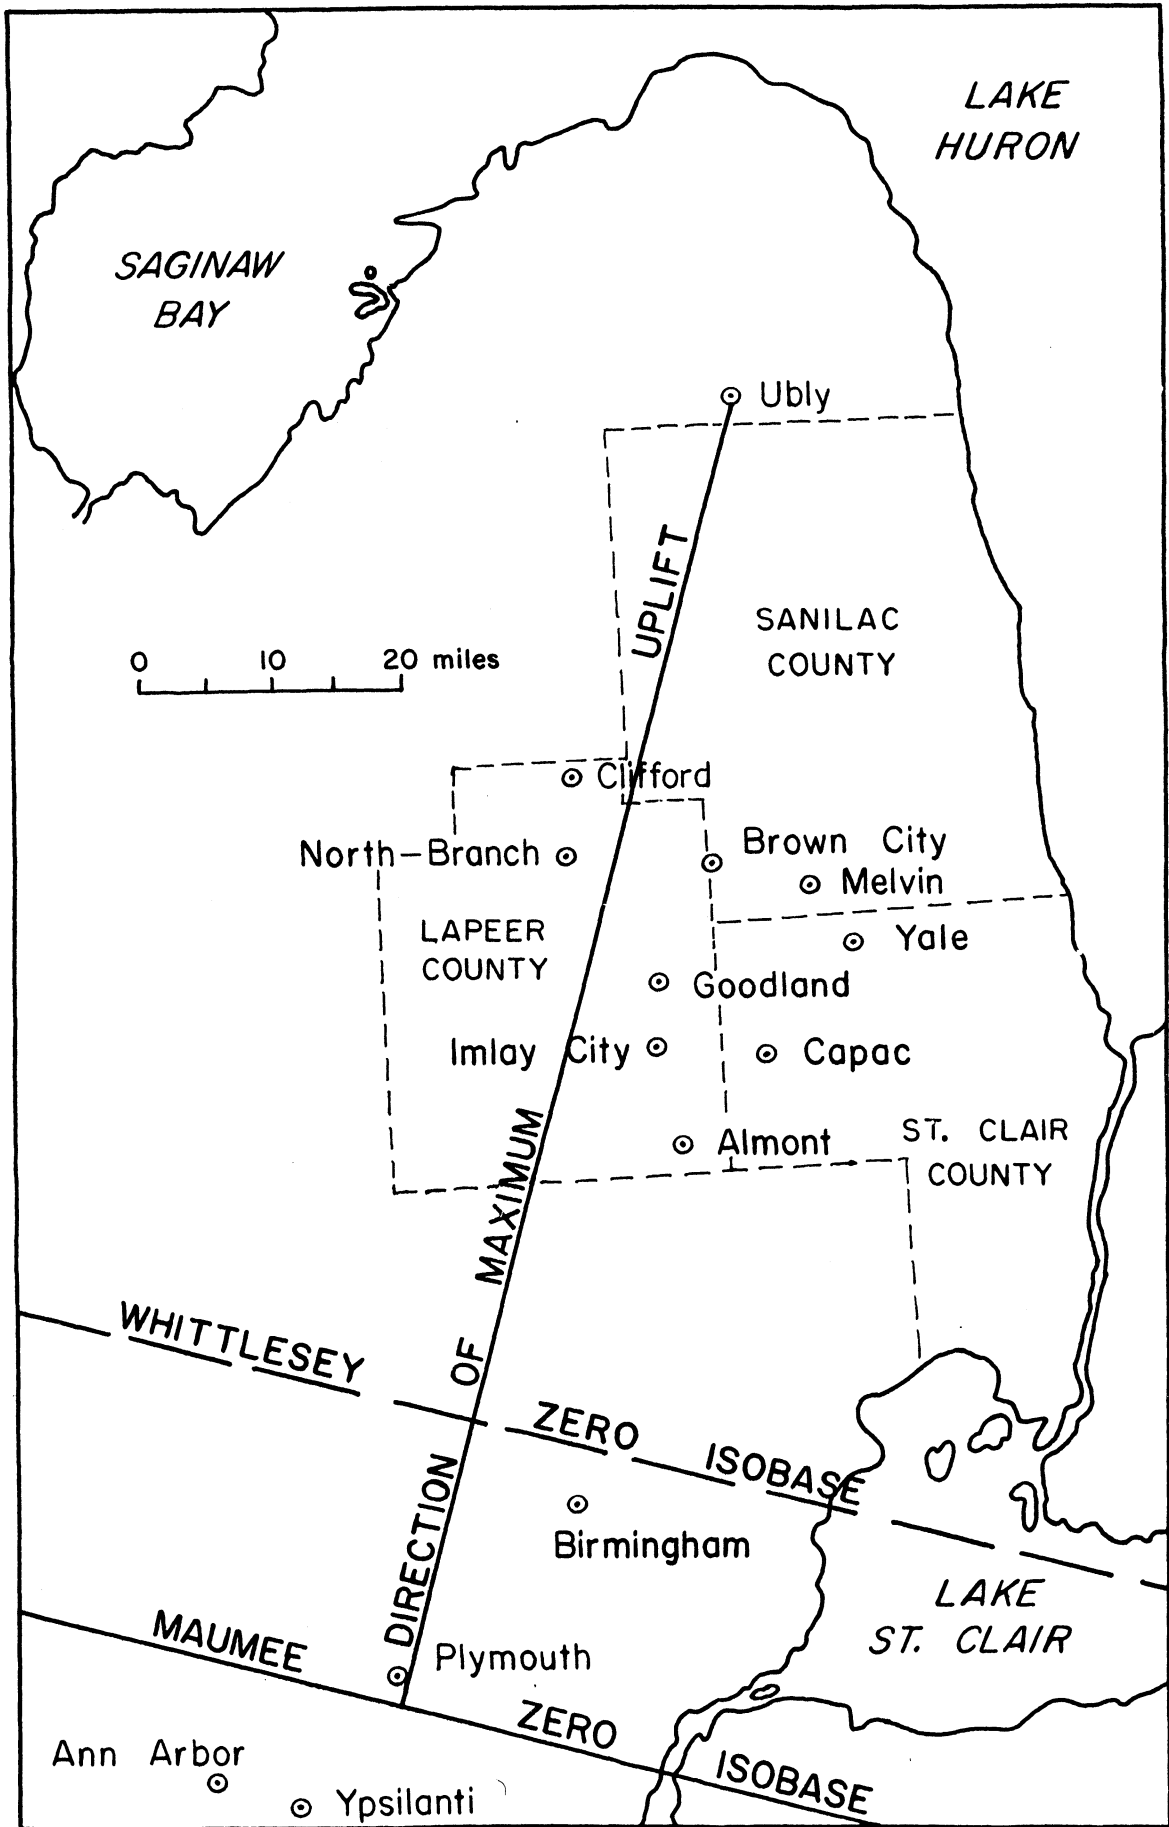 LAKE
HURON
SAGINAW
BAY
Ubly
UPLIFT
SANILAC
COUNTY
0 10 20 miles
Clifford
North-Branch
Brown City
Melvin
LAPEER
COUNTY
Yale
Goodland
Imlay City
Capac
Almont
ST. CLAIR
COUNTY
MAXIMUM
OF
DIRECTION
WHITTLESEY ZERO ISOBASE
Birmingham
LAKE
ST. CLAIR
MAUMEE ZERO ISOBASE
Plymouth
Ann Arbor
Ypsilanti